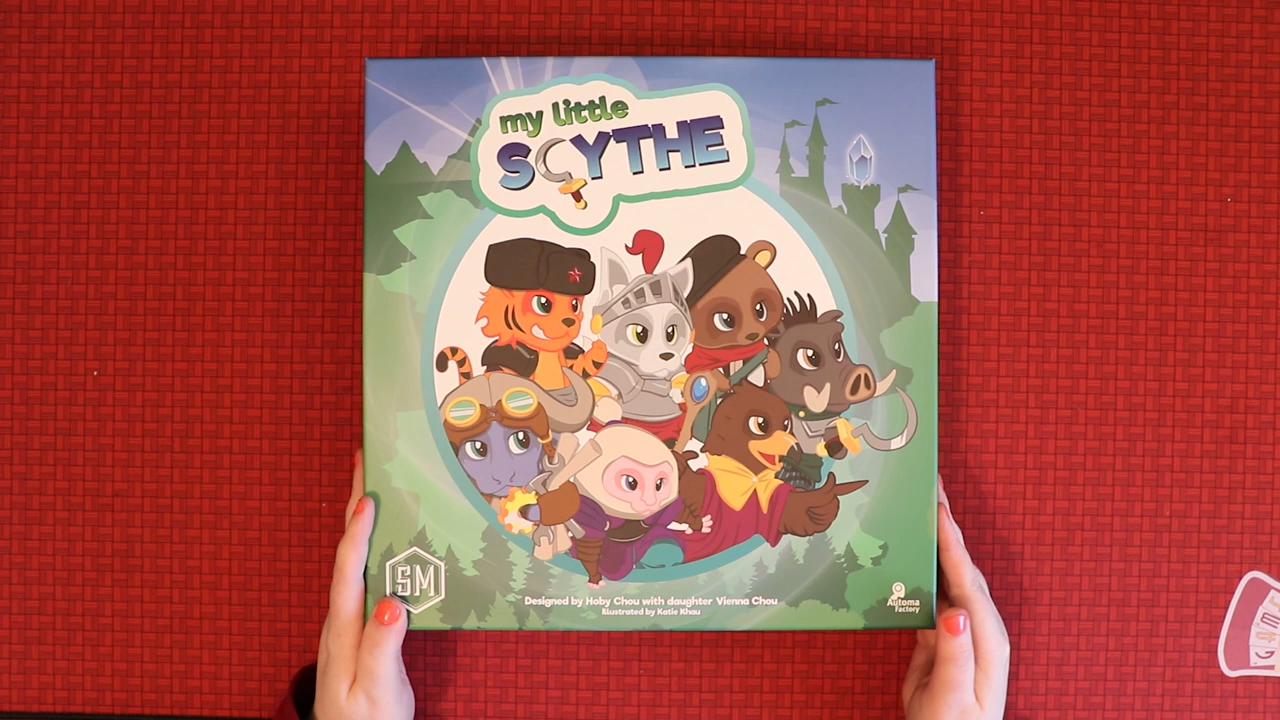 my little
SCYTHE
SM
Designed by Hoby Chou with daughter Vienna Chou
Illustrated by Katie Khau
Automa
Factory